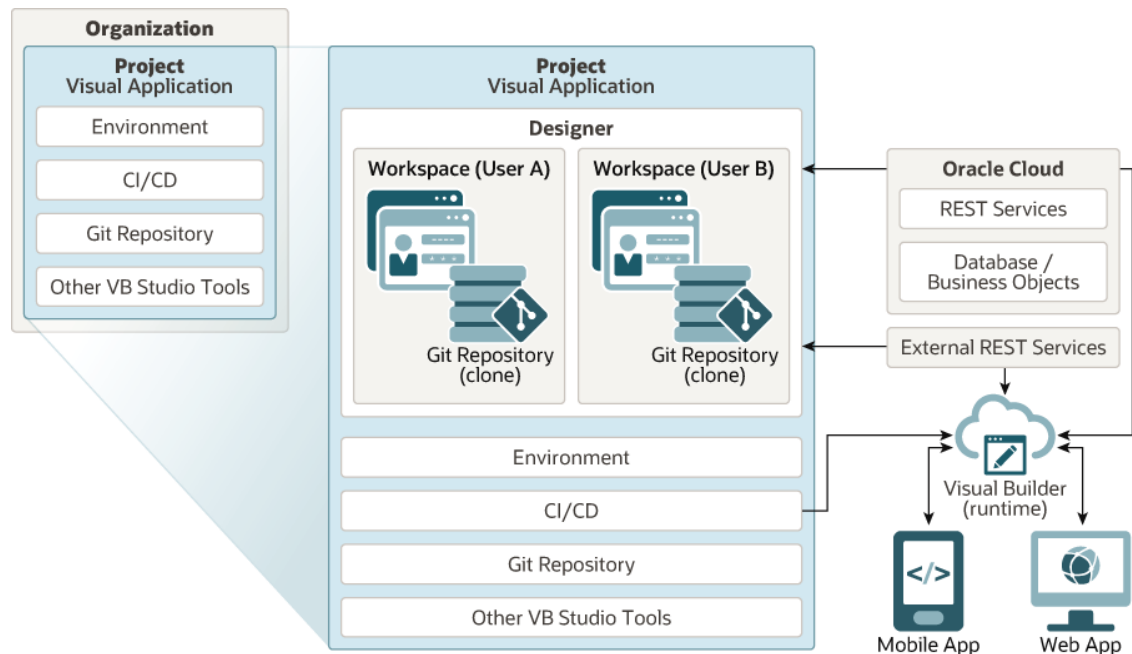 Organization
Project
Visual Application
Environment
CI/CD
Git Repository
Other VB Studio Tools
Project
Visual Application
Designer
Workspace (User A)
Git Repository
(clone)
Workspace (User B)
Git Repository
(clone)
Environment
CI/CD
Git Repository
Other VB Studio Tools
Oracle Cloud
REST Services
Database /
Business Objects
External REST Services
Visual Builder
(runtime)
</>
Mobile App
Web App